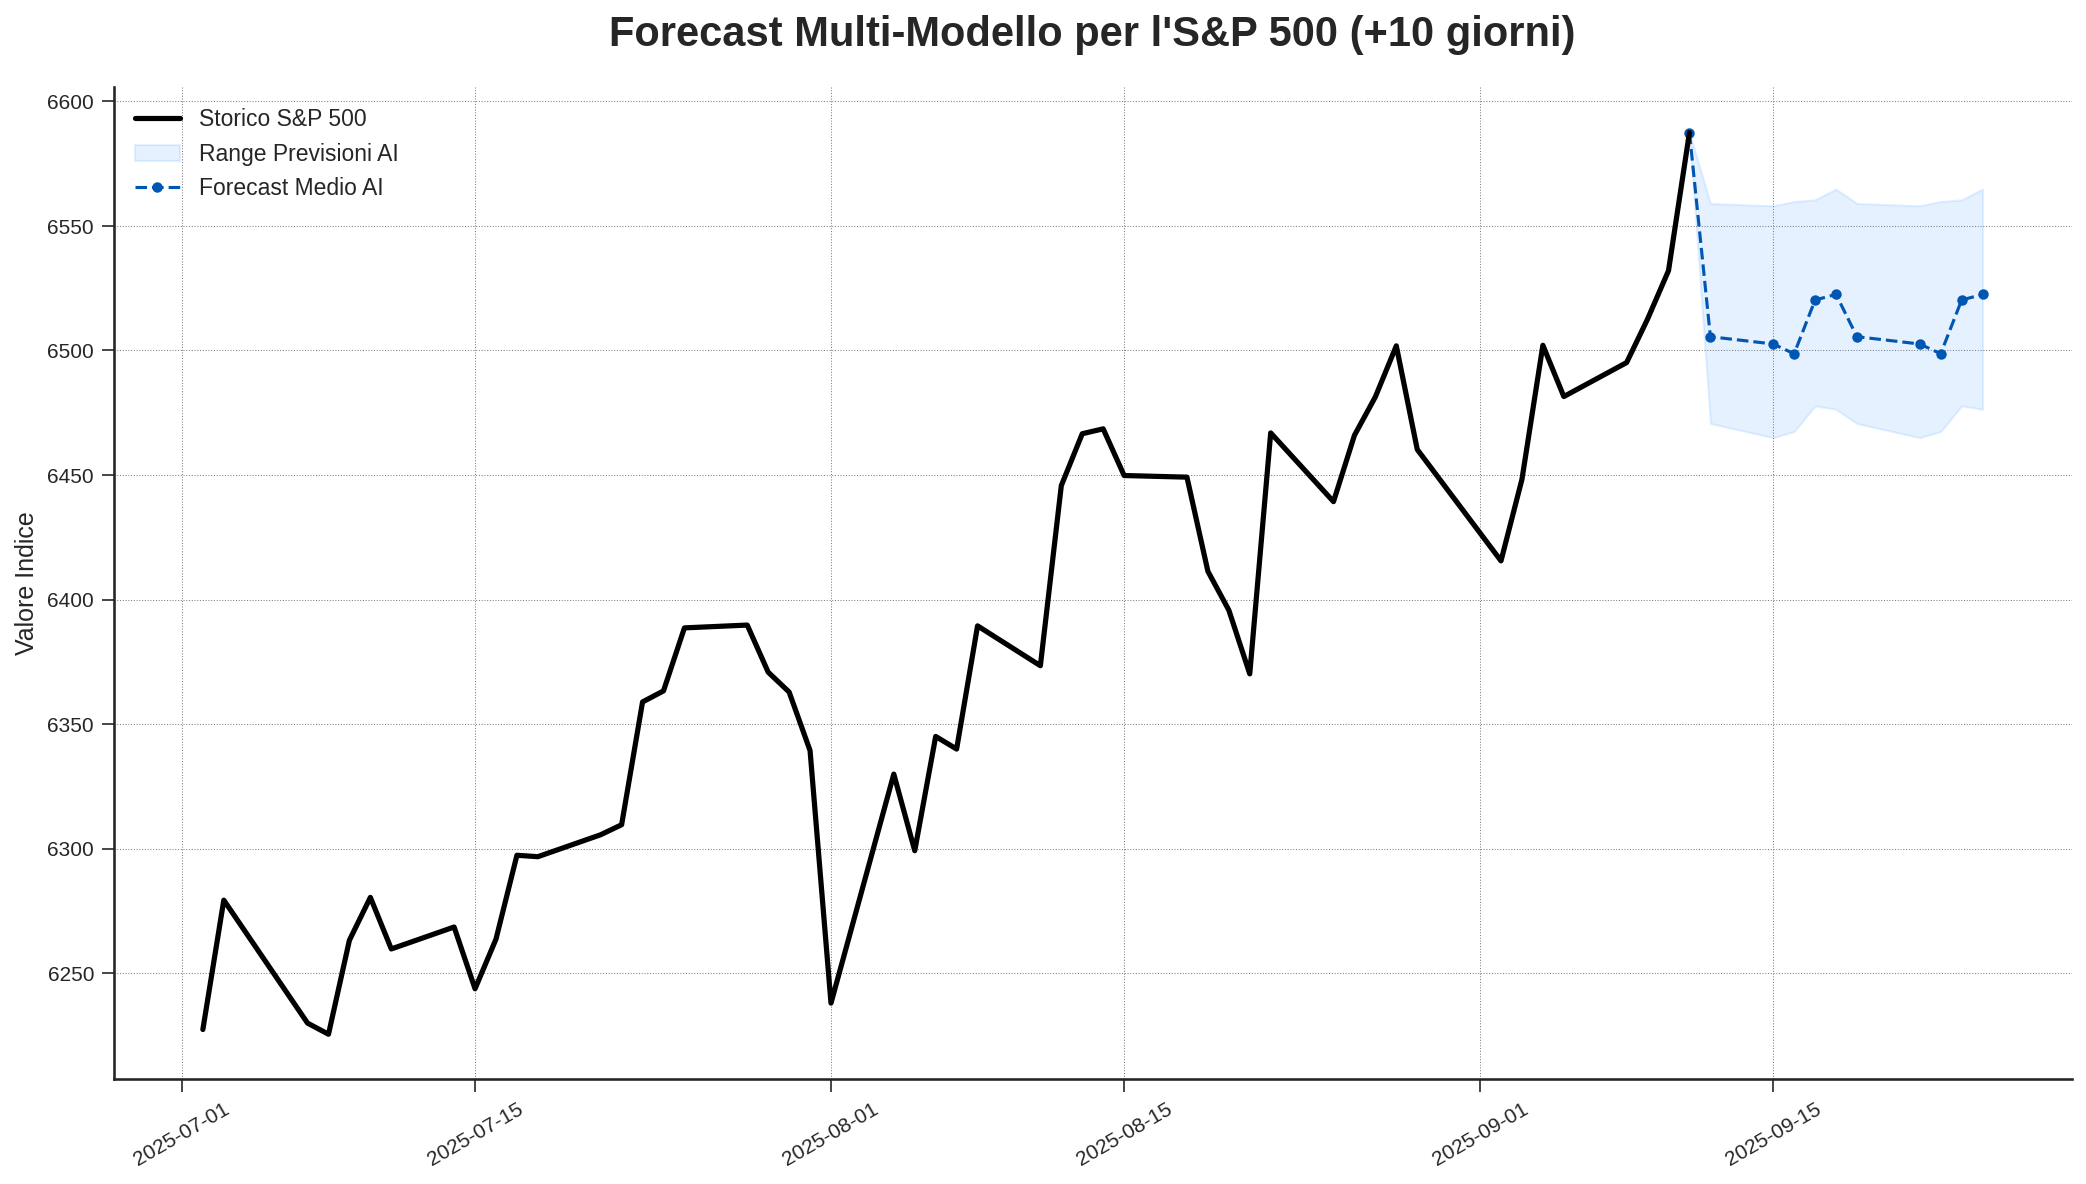 Forecast Multi-Modello per l'S&P 500 (+10 giorni)
Storico S&P 500
Range Previsioni AI
Forecast Medio AI
Valore Indice
6600
6550
6500
6450
6400
6350
6300
6250
2025-07-01
2025-07-15
2025-08-01
2025-08-15
2025-09-01
2025-09-15